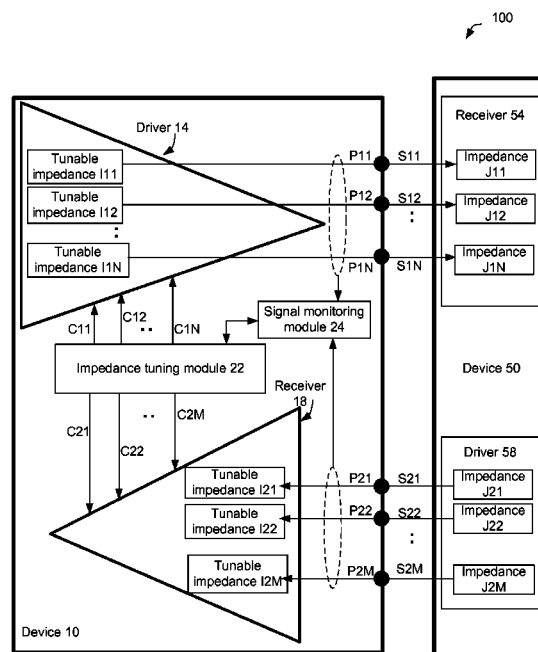 100
Driver 14
Receiver 54
Tunable
impedance I11
P11
S11
Impedance
J11
Tunable
impedance I12
P12
S12
Impedance
J12
:
:
Tunable
impedance I1N
P1N
S1N
Impedance
J1N
C11
C12
..
C1N
Signal monitoring
module 24
Impedance tuning module 22
Device 50
Receiver
18
C21
C22
..
C2M
Driver 58
Tunable
impedance I21
P21
S21
Impedance
J21
Tunable
impedance I22
P22
S22
Impedance
J22
:
Tunable
impedance I2M
P2M
S2M
Impedance
J2M
Device 10